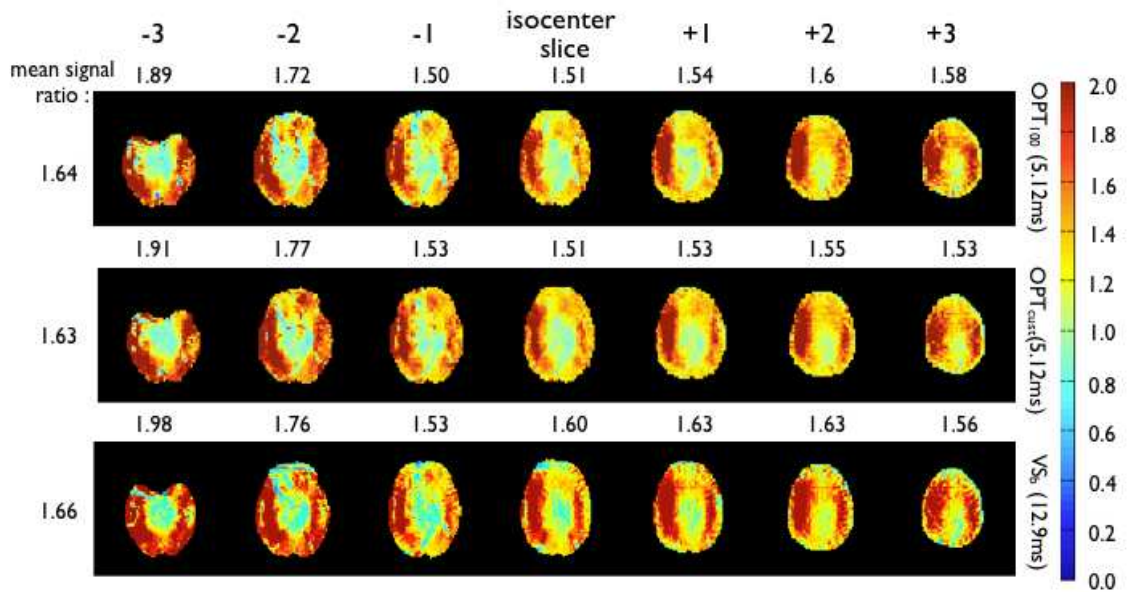 -3 -2 -1 isocenter slice +1 +2 +3
mean signal ratio : 1.89 1.72 1.50 1.51 1.54 1.6 1.58
1.64
OPT100 (5.12ms)
1.91 1.77 1.53 1.51 1.53 1.55 1.53
1.63
OPTcust(5.12ms)
1.98 1.76 1.53 1.60 1.63 1.63 1.56
1.66
VS6 (12.9ms)
2.0
1.8
1.6
1.4
1.2
1.0
0.8
0.6
0.4
0.2
0.0